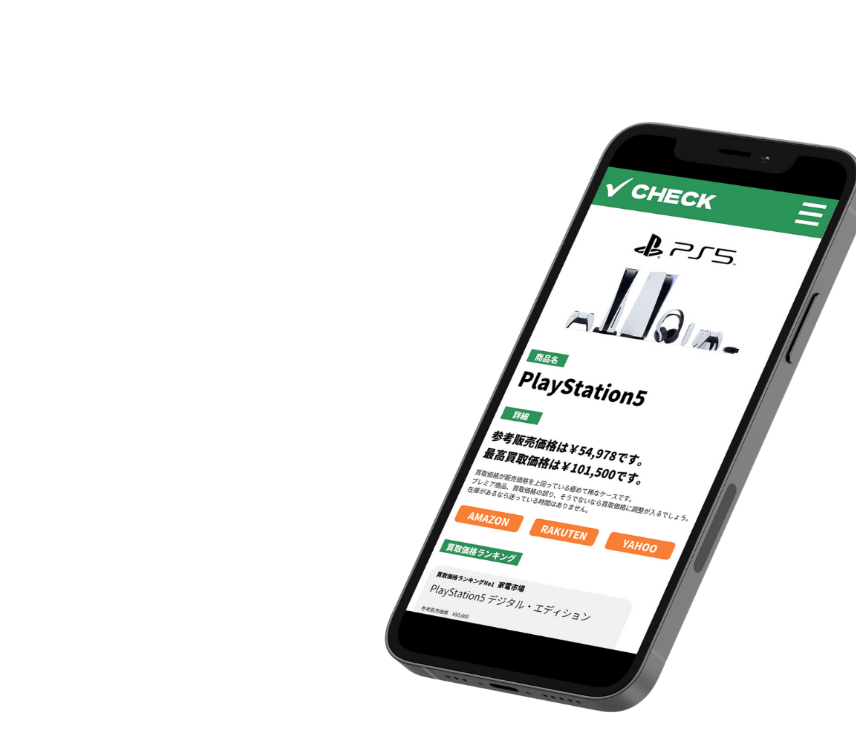 CHECK
PS5
商品名
PlayStation5
詳細
参考販売価格は￥54,978です。
最高買取価格は￥101,500です。
買取価格が販売価格を上回っている極めて稀なケースです。
プレミア商品、買取価格の誤り、そうでないなら買取価格に調整が入るでしょう。
在庫があるなら迷っている時間はありません。
AMAZON
RAKUTEN
YAHOO
買取価格ランキング
買取価格ランキングNo1 家電市場
PlayStation5 デジタル・エディション
参考販売価格 ¥50,000